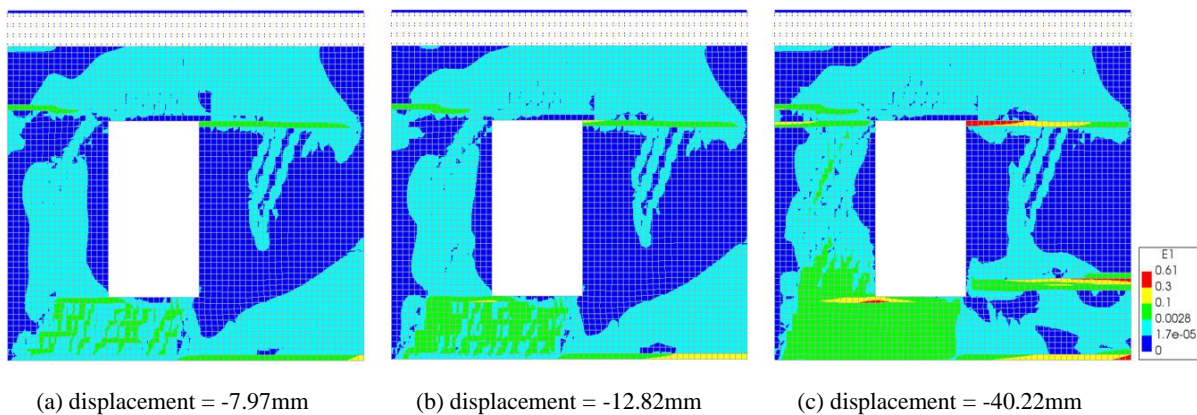 E1
0.61
0.3
0.1
0.0028
1.7e-05
0
(a) displacement = -7.97mm
(b) displacement = -12.82mm
(c) displacement = -40.22mm